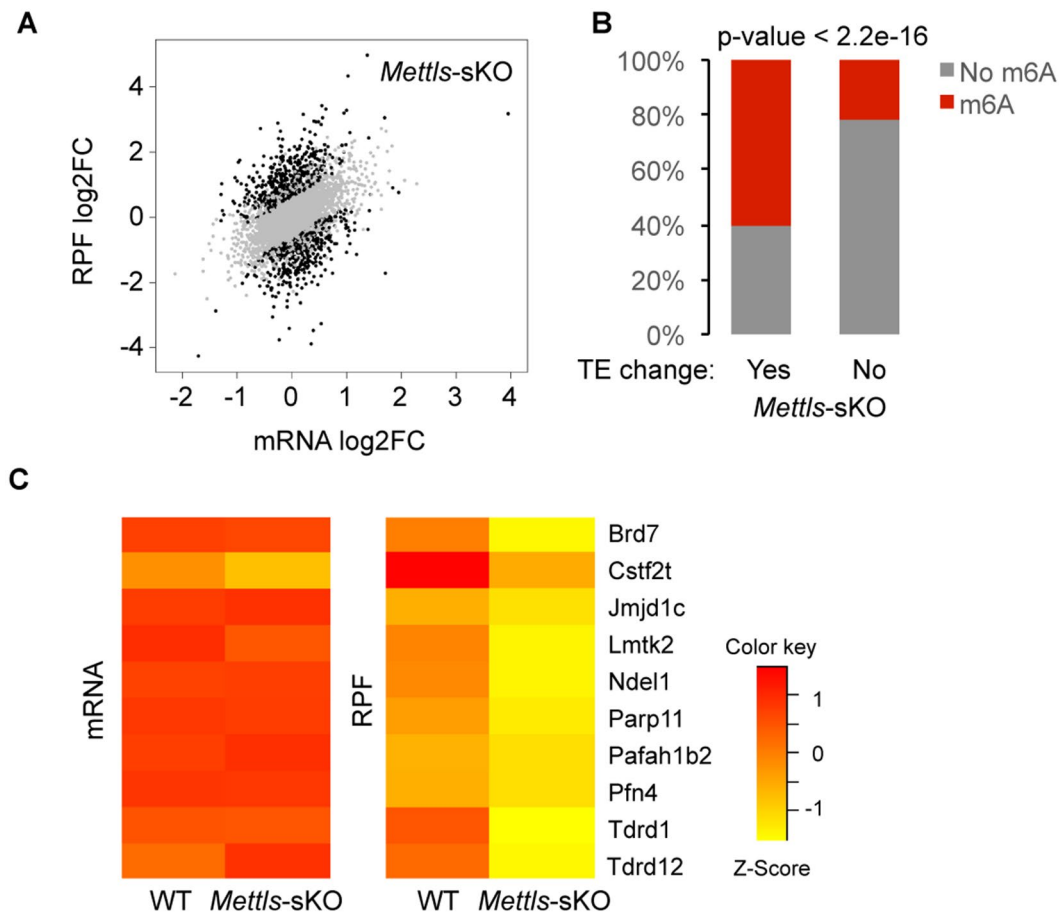 A
Mettls-sKO
RPF log2FC
4
2
0
-2
-4
-2 -1 0 1 2 3 4
mRNA log2FC
B
p-value < 2.2e-16
100%
80%
60%
40%
20%
0%
No m6A
m6A
TE change: Yes No
Mettls-sKO
C
mRNA
RPF
Brd7
Cstf2t
Jmjd1c
Lmtk2
Ndel1
Parp11
Pafah1b2
Pfn4
Tdrd1
Tdrd12
WT Mettls-sKO WT Mettls-sKO
Color key
1
0
-1
Z-Score